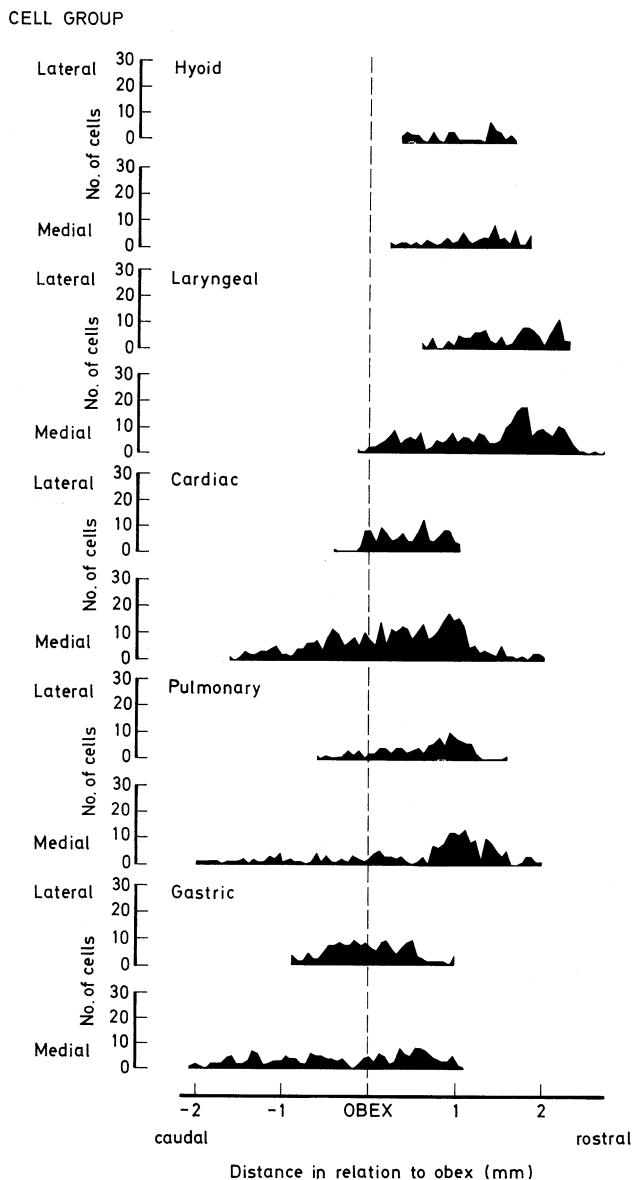 CELL GROUP
Lateral 30 Hyoid
20
10
0
No. of cells
30
20
10
Medial
0
Lateral 30 Laryngeal
20
10
0
No. of cells
30
20
Medial 10
0
Lateral 30 Cardiac
20
10
0
No. of cells
30
20
10
Medial
0
Lateral 30 Pulmonary
20
10
0
No. of cells
30
20
10
Medial
0
Lateral 30 Gastric
20
10
0
No. of cells
30
20
10
Medial
0
-2 -1 OBEX 1 2
caudal rostral
Distance in relation to obex (mm)